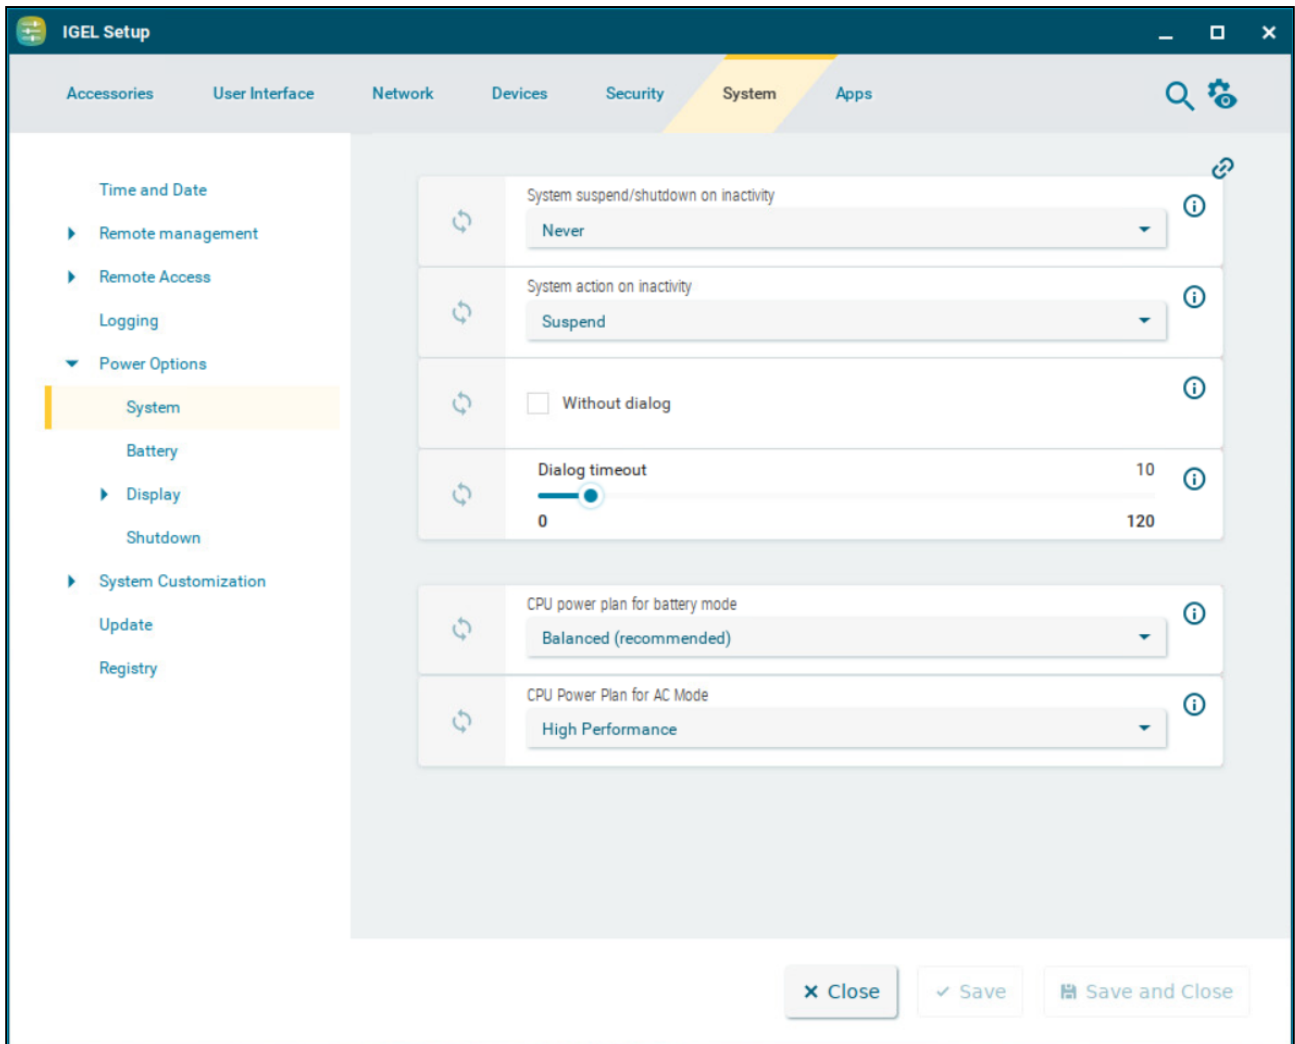 IGEL Setup
Accessories User Interface Network Devices Security System Apps
Time and Date
Remote management
Remote Access
Logging
Power Options
System
Battery
Display
Shutdown
System Customization
Update
Registry
System suspend/shutdown on inactivity
Never
System action on inactivity
Suspend
Without dialog
Dialog timeout 10
0 120
CPU power plan for battery mode
Balanced (recommended)
CPU Power Plan for AC Mode
High Performance
Close Save Save and Close